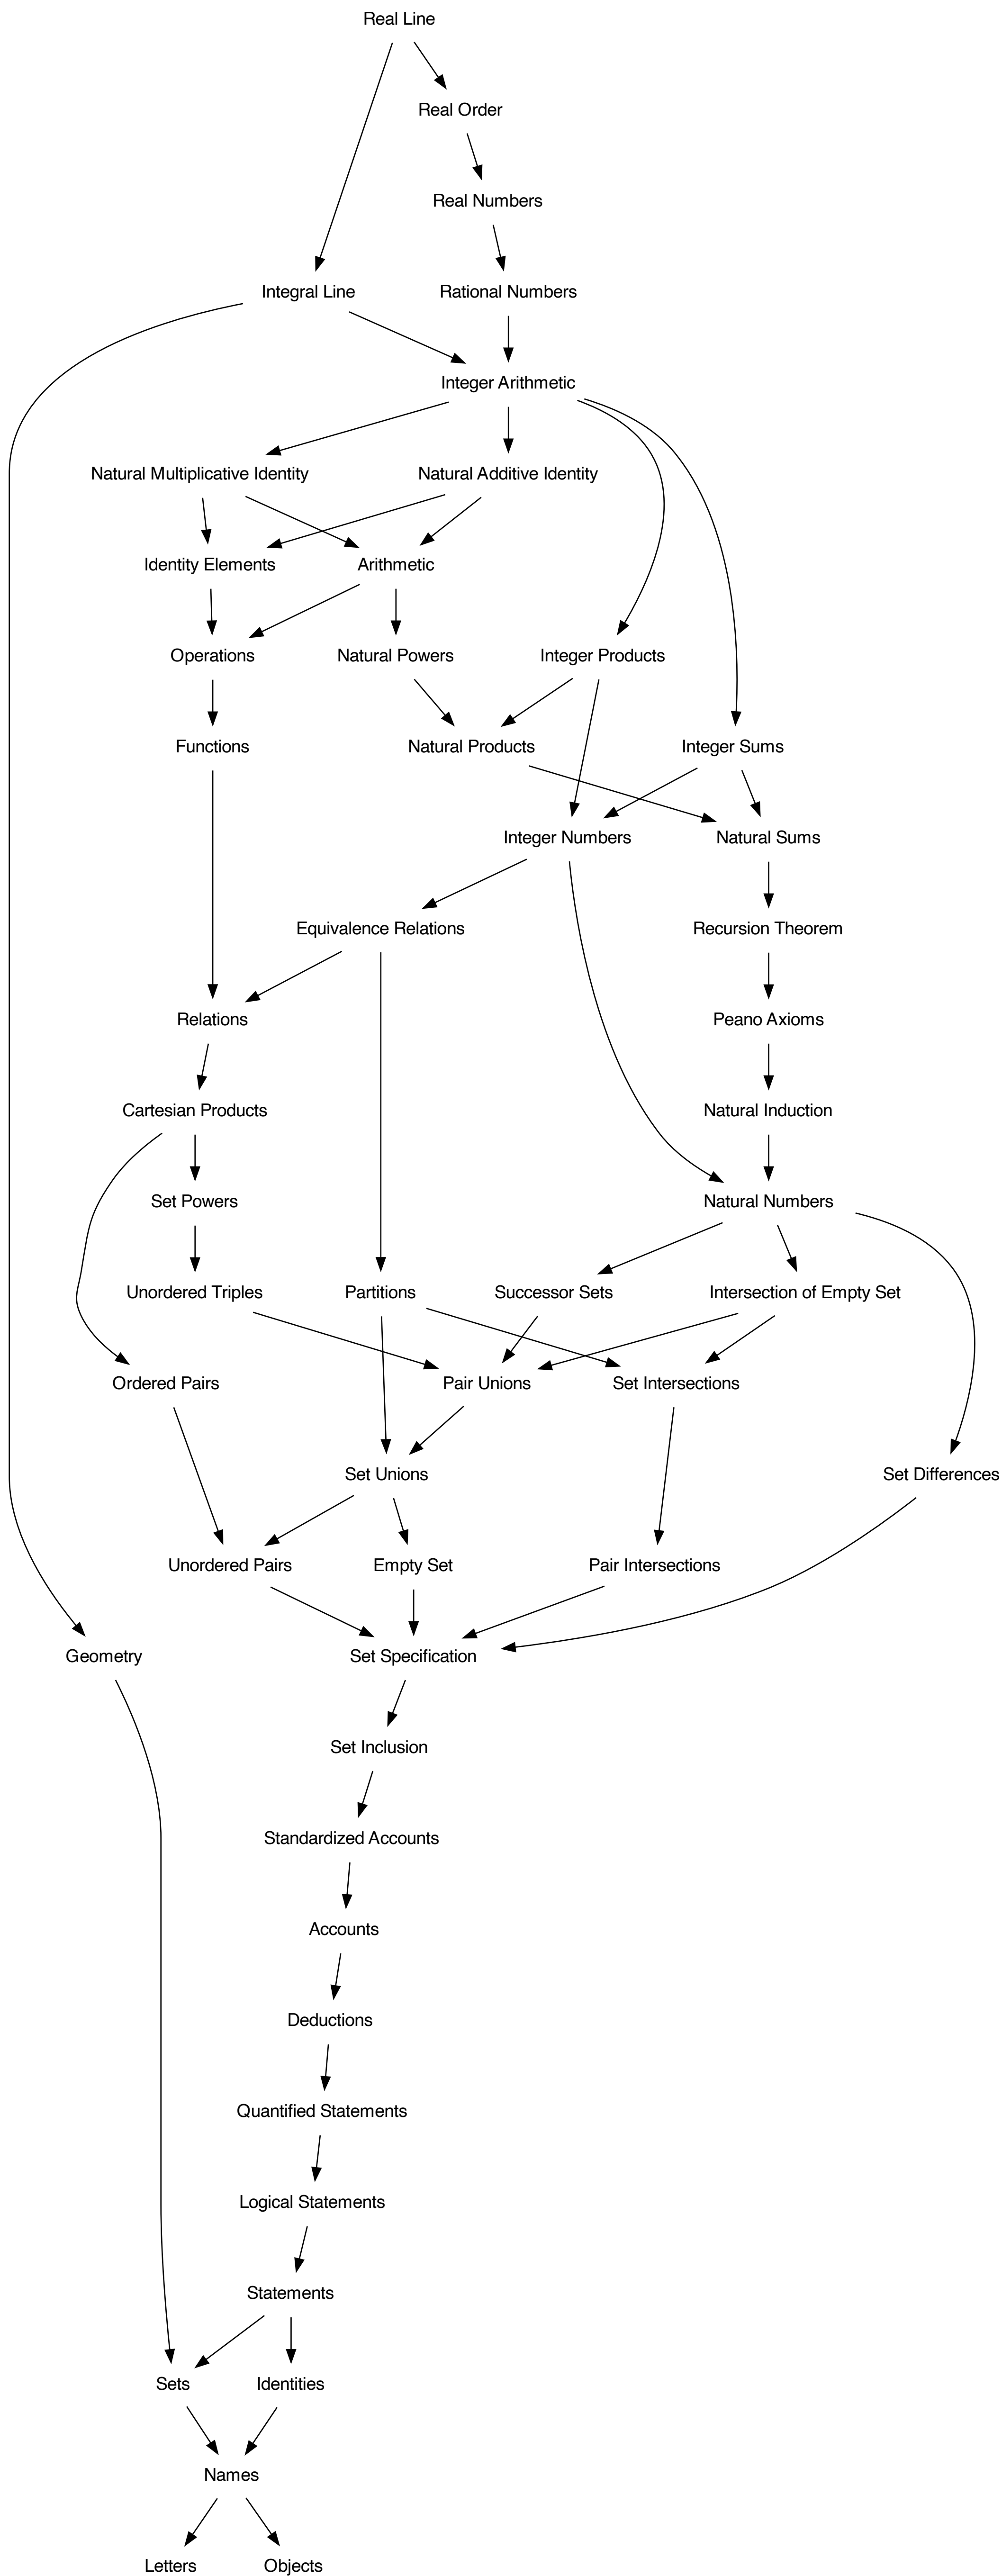 Real Line
Real Order
Real Numbers
Integral Line
Rational Numbers
Integer Arithmetic
Natural Multiplicative Identity
Natural Additive Identity
Identity Elements
Arithmetic
Operations
Natural Powers
Integer Products
Functions
Natural Products
Integer Sums
Integer Numbers
Natural Sums
Equivalence Relations
Recursion Theorem
Relations
Peano Axioms
Cartesian Products
Natural Induction
Set Powers
Natural Numbers
Unordered Triples
Partitions
Successor Sets
Intersection of Empty Set
Ordered Pairs
Pair Unions
Set Intersections
Set Unions
Set Differences
Unordered Pairs
Empty Set
Pair Intersections
Geometry
Set Specification
Set Inclusion
Standardized Accounts
Accounts
Deductions
Quantified Statements
Logical Statements
Statements
Sets
Identities
Names
Letters
Objects